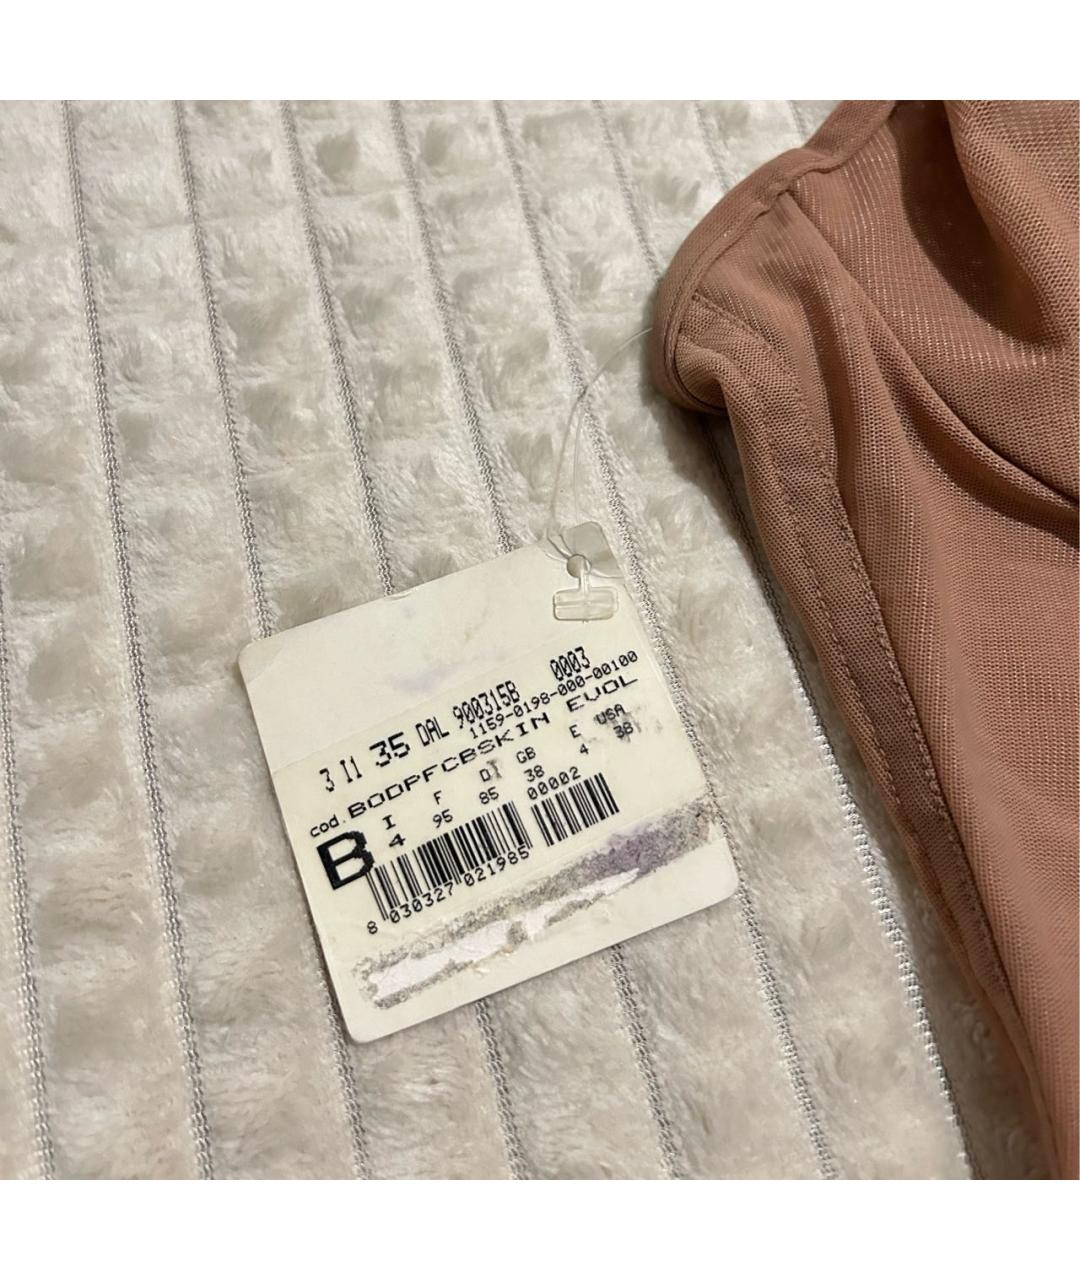 3 I1 35 DAL 900315B 0003
1159-0198-000-00100
cod. BODPFCBSKIN EVOL
I F D GB E USA
B 4 95 85 38 4 38
00002
8 030327 021985